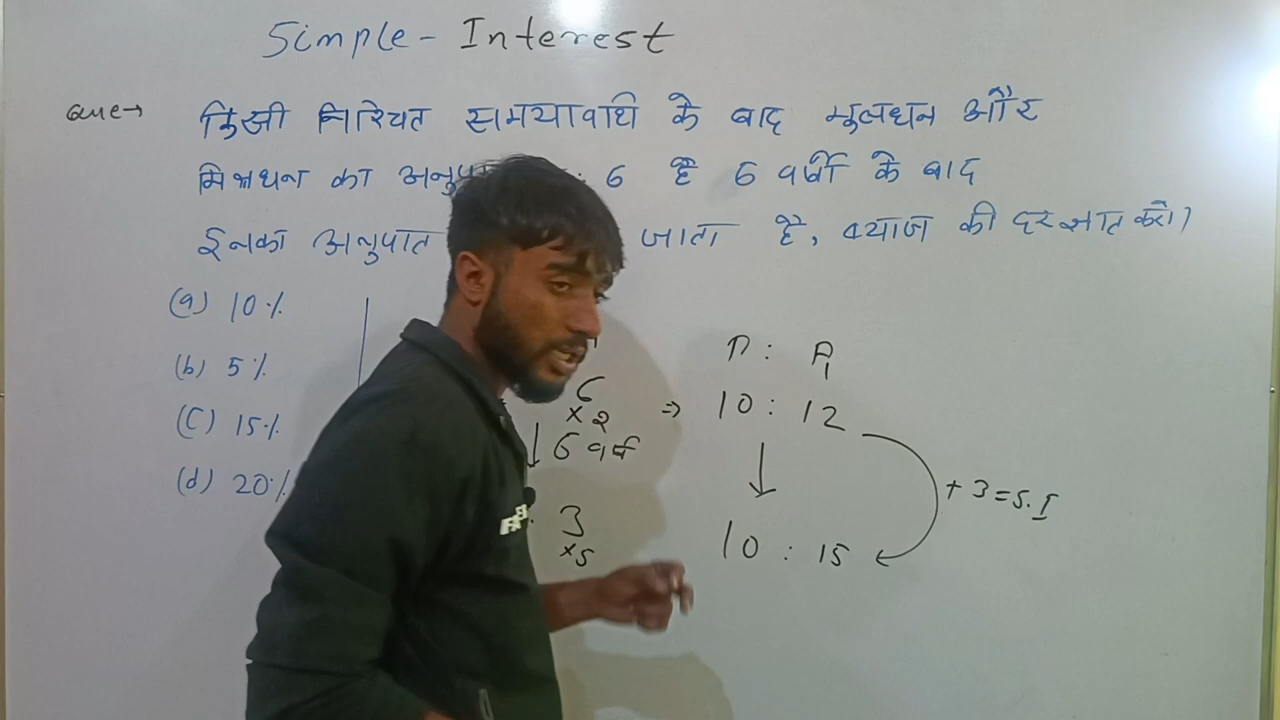 Simple - Interest
Que→ किसी निश्चित समयावधि के बाद मुलधन और
मिश्रधन का : 6 है 6 वर्षो के बाद
इनका अनुपात जाता है, ब्याज की दर ज्ञात करो।
(a) 10%
(b) 5%
(C) 15%
(d) 20%
6
×2
↓ 6 वर्ष
3
×5
⇒
P : A₁
10 : 12
↓
10 : 15
+ 3 = S.I